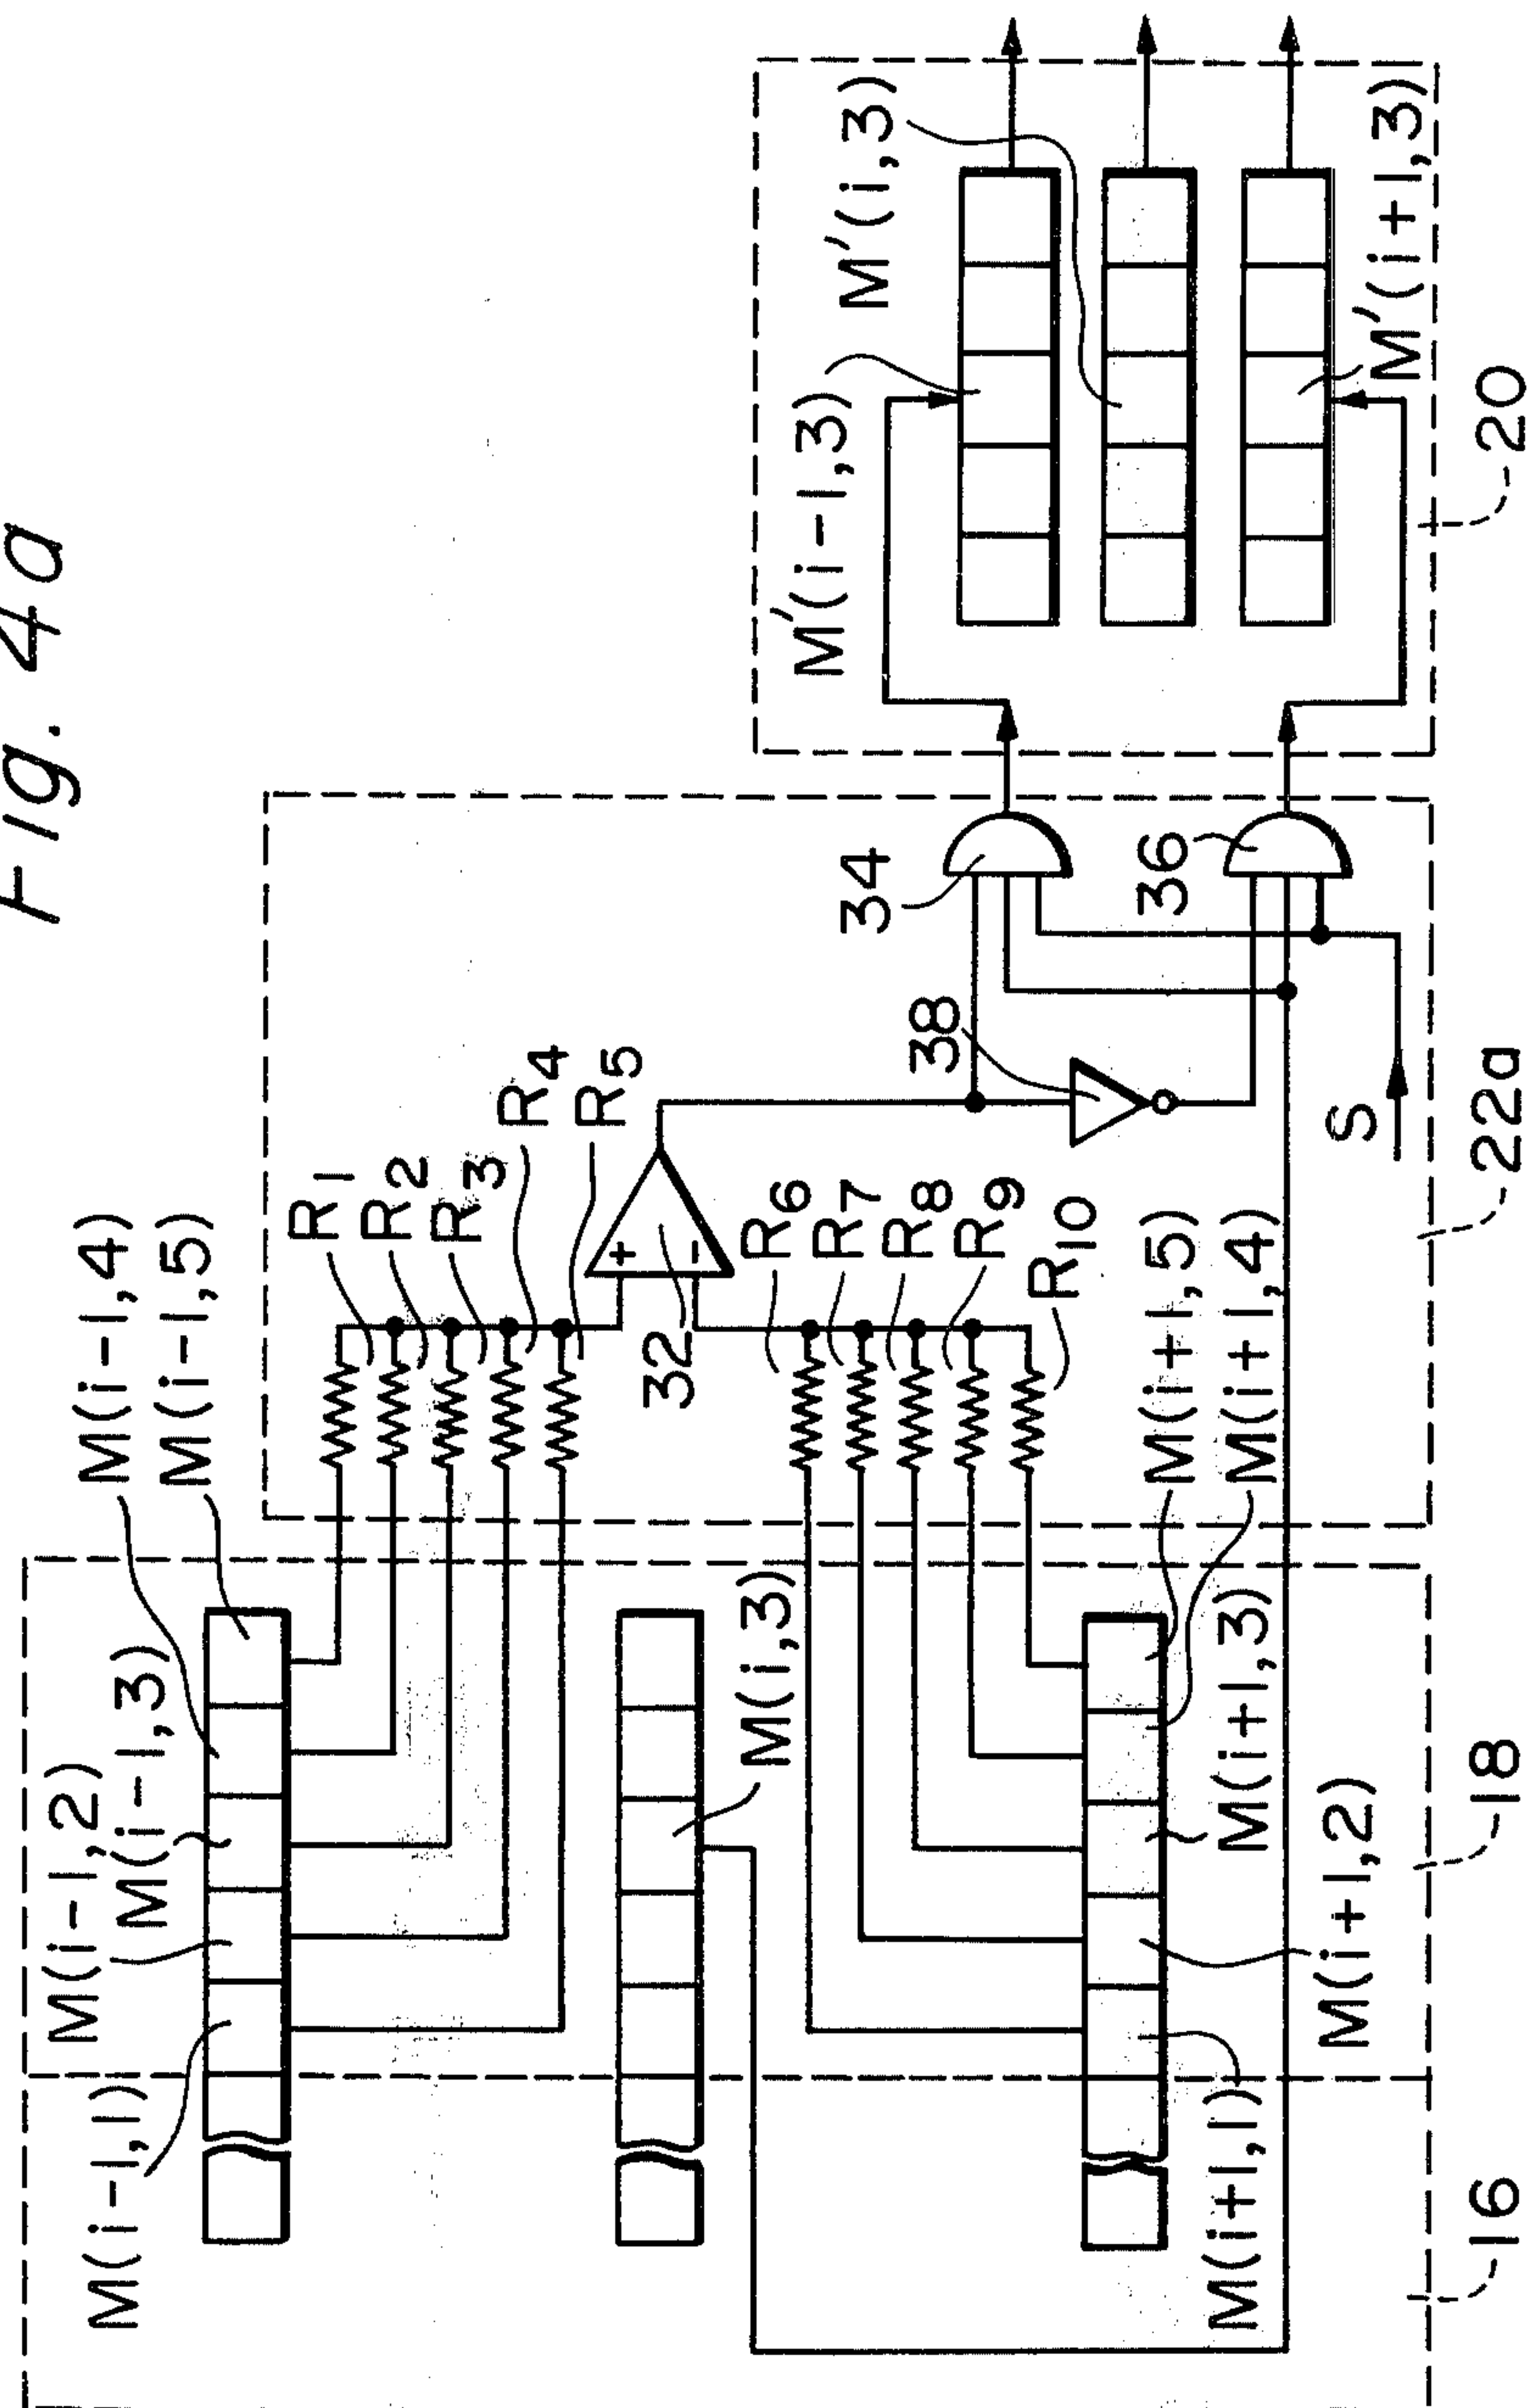 Fig. 4a
M(i-1,1)
M(i-1,2)
M(i-1,3)
M(i-1,4)
M(i-1,5)
M(i,3)
M(i+1,1)
M(i+1,2)
M(i+1,3)
M(i+1,4)
M(i+1,5)
R1
R2
R3
R4
R5
R6
R7
R8
R9
R10
+
-
32
38
34
36
S
M'(i-1,3)
M'(i,3)
M'(i+1,3)
16
18
22a
20